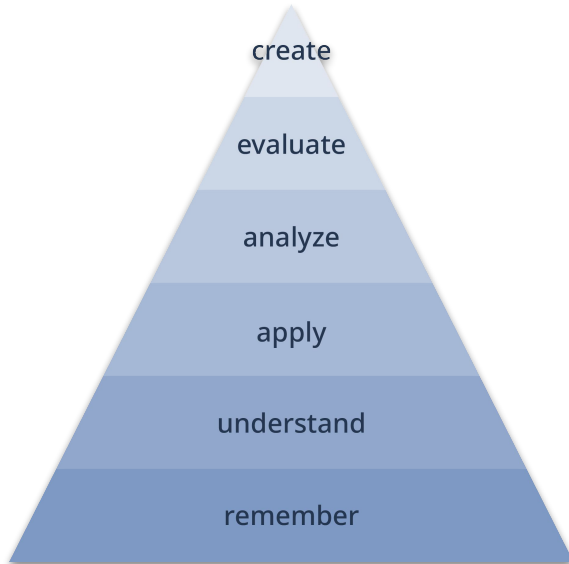 create
evaluate
analyze
apply
understand
remember